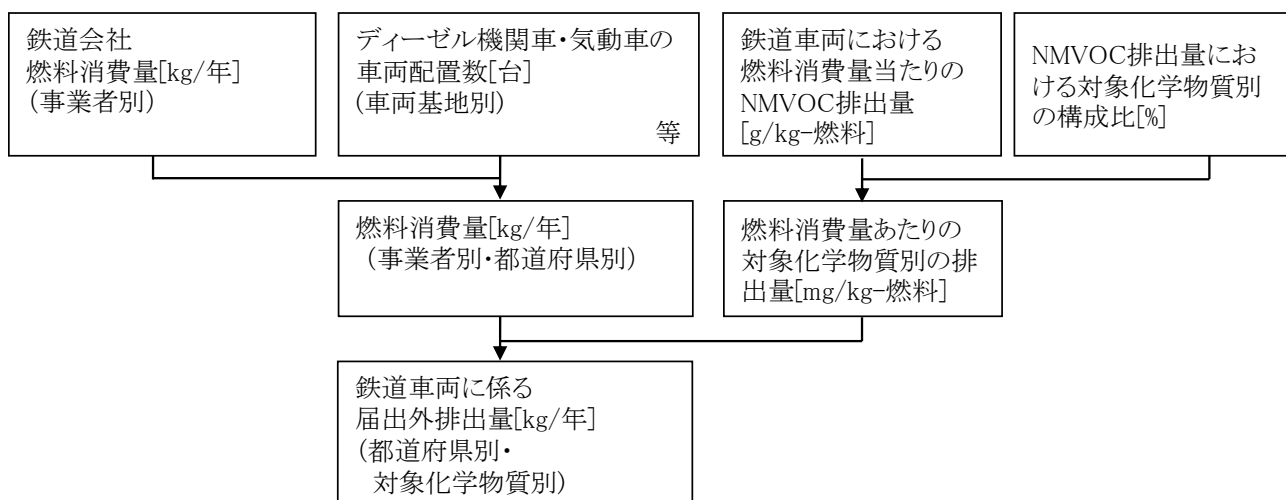 鉄道会社
燃料消費量[kg/年]
(事業者別)
ディーゼル機関車・気動車の
車両配置数[台]
(車両基地別)
等
鉄道車両における
燃料消費量当たりの
NMVOC排出量
[g/kg-燃料]
NMVOC排出量にお
ける対象化学物質別
の構成比[%]
燃料消費量[kg/年]
(事業者別・都道府県別)
燃料消費量あたりの
対象化学物質別の排
出量[mg/kg-燃料]
鉄道車両に係る
届出外排出量[kg/年]
(都道府県別・
対象化学物質別)